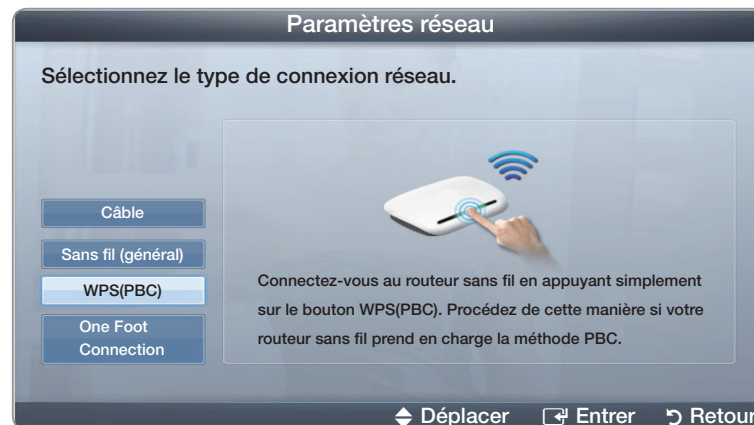 Paramètres réseau
Sélectionnez le type de connexion réseau.
Câble
Sans fil (général)
WPS(PBC)
One Foot
Connection
Connectez-vous au routeur sans fil en appuyant simplement
sur le bouton WPS(PBC). Procédez de cette manière si votre
routeur sans fil prend en charge la méthode PBC.
Déplacer Entrer Retour